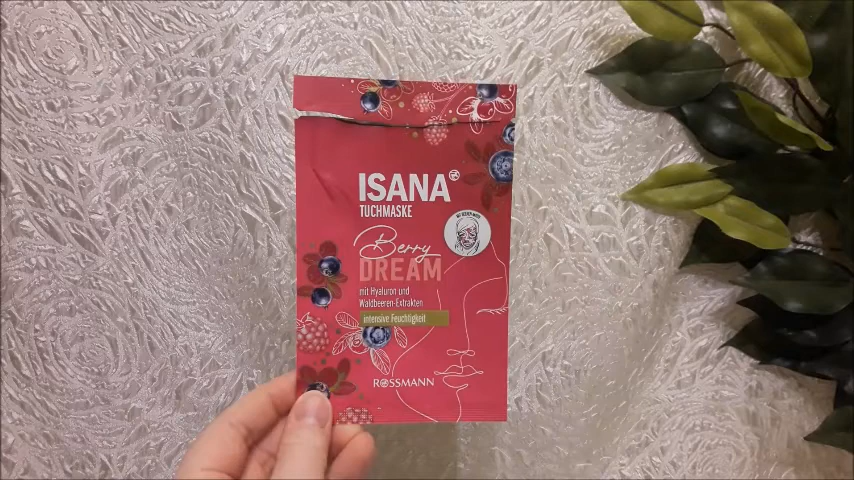 ISANA
TUCHMASKE
Berry
DREAM
mit Hyaluron und
Waldbeeren-Extrakten
intensive Feuchtigkeit
ROSSMANN